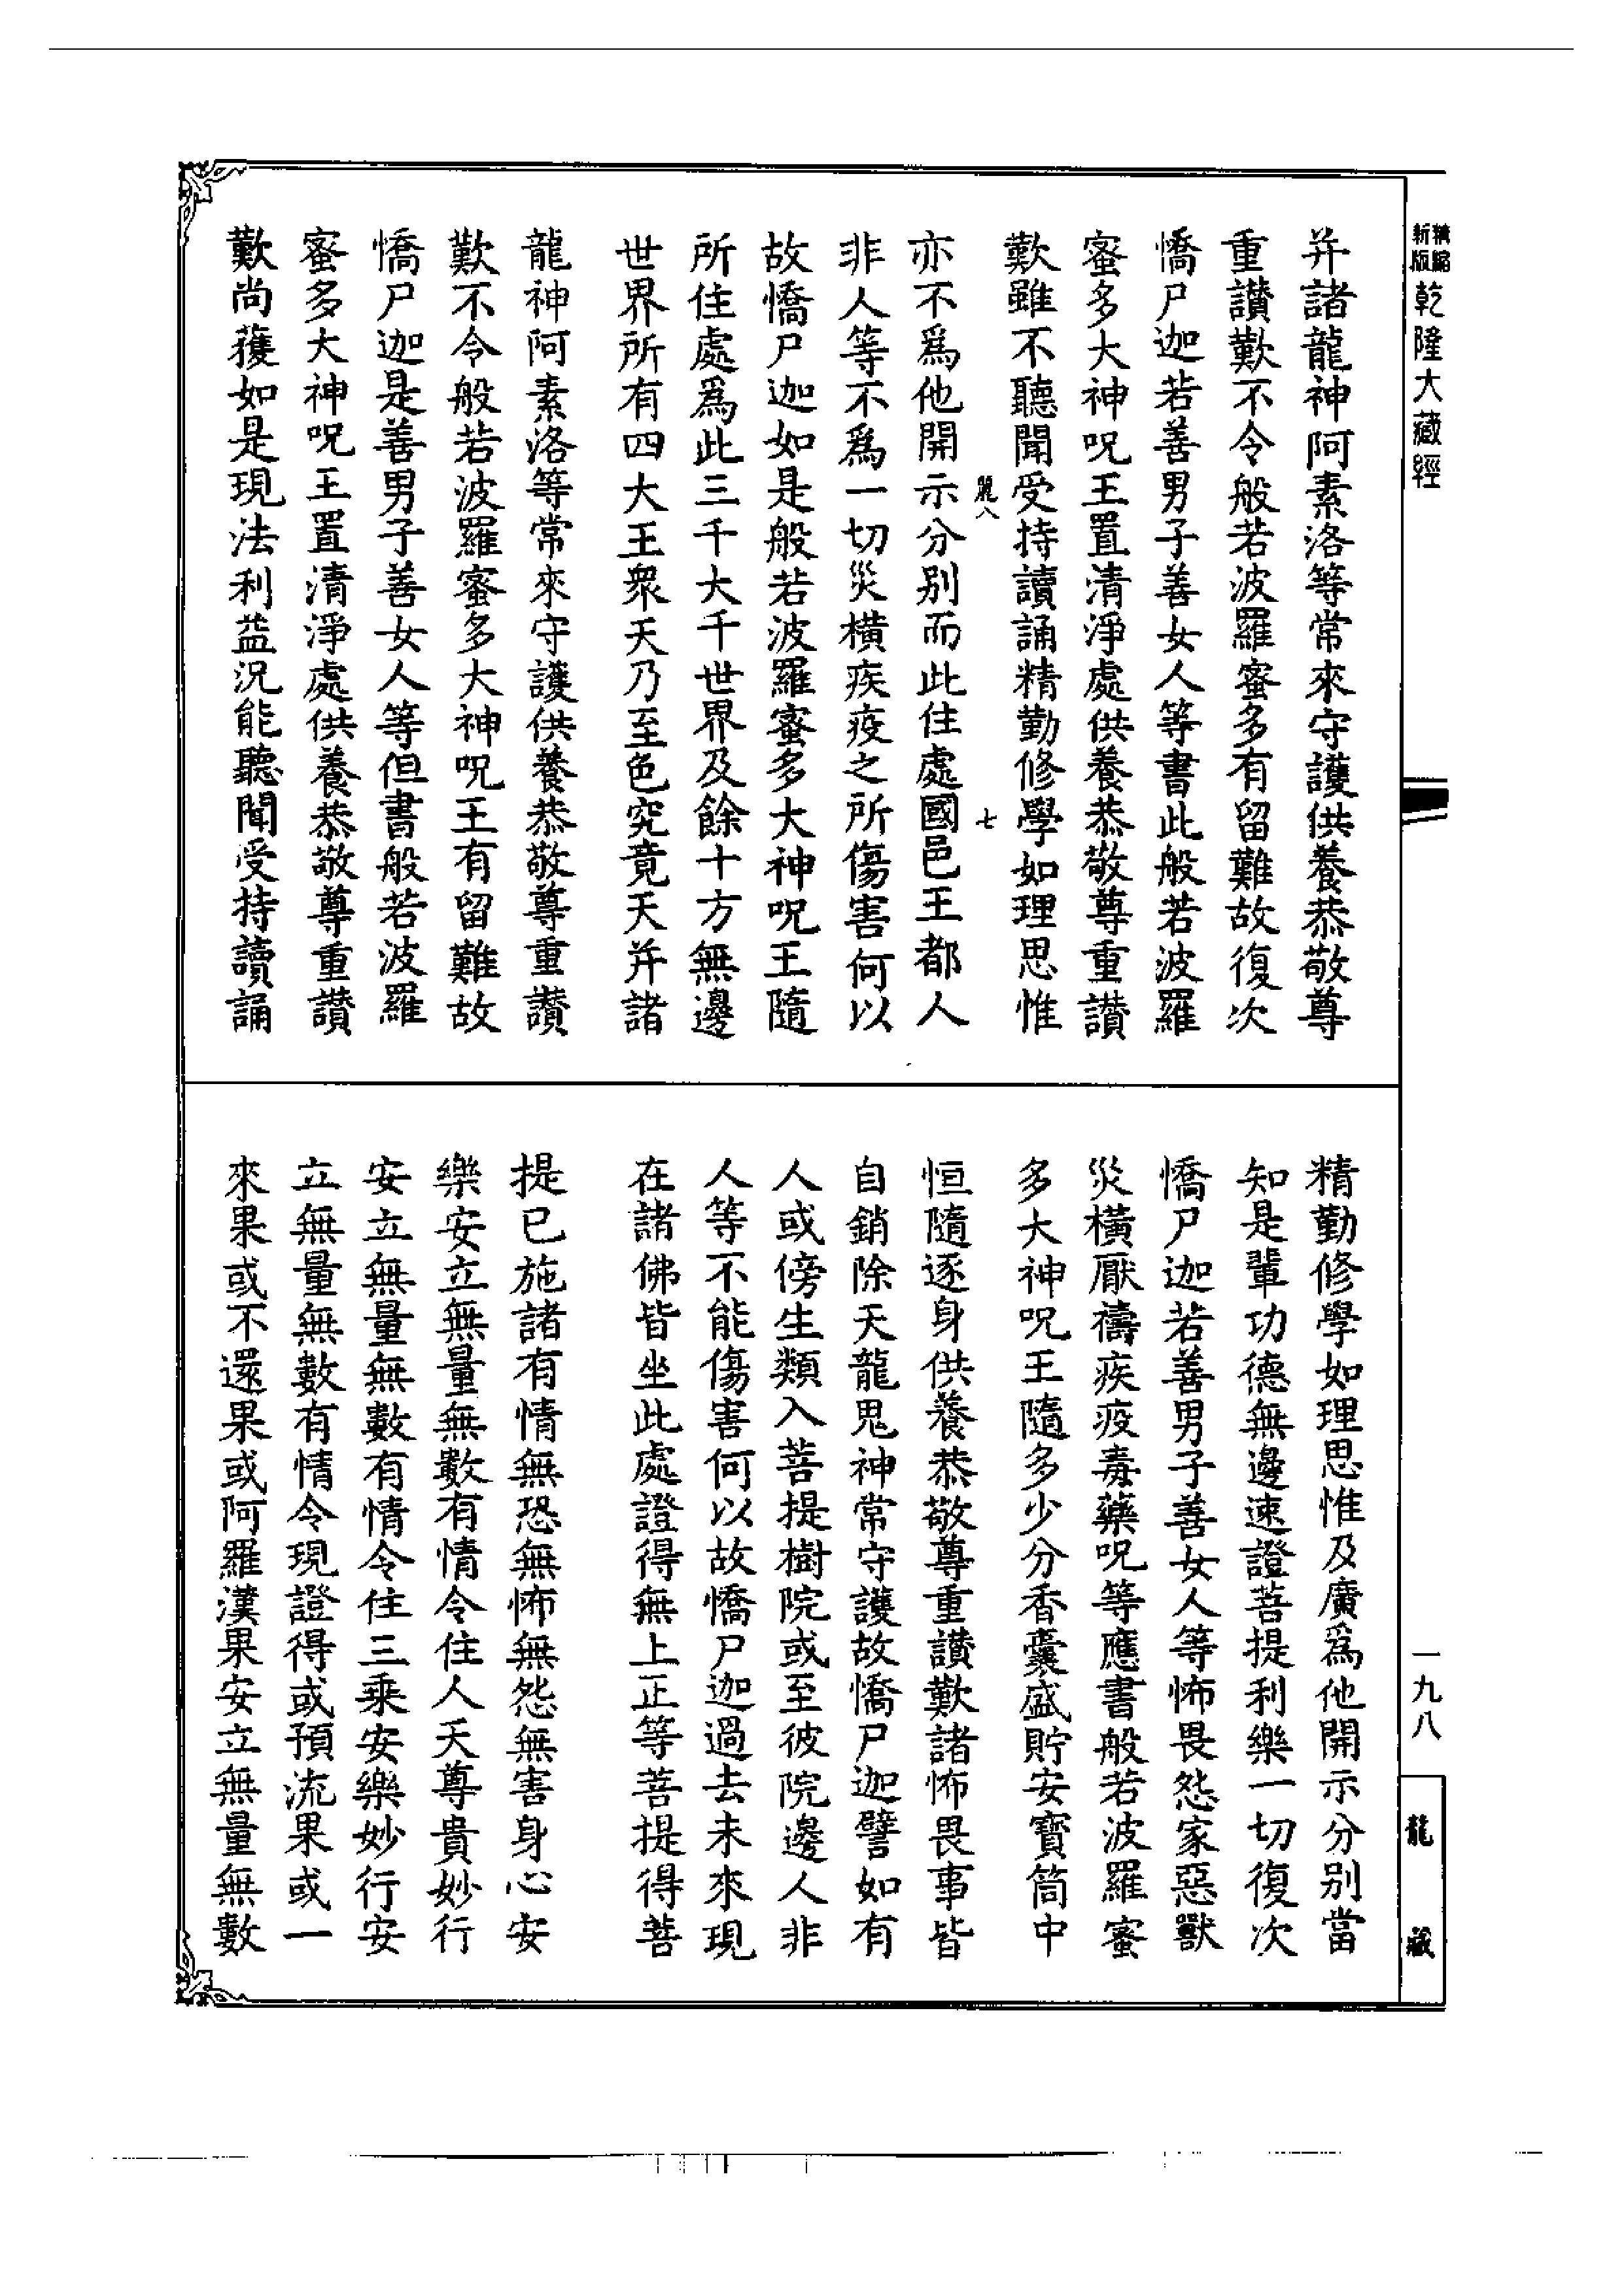 精縮
新版
乾隆大藏經
并諸龍神阿素洛等常來守護供養恭敬尊
重讚歎不令般若波羅蜜多有留難故復次
憍尸迦若善男子善女人等書此般若波羅
蜜多大神呪王置清淨處供養恭敬尊重讚
歎雖不聽聞受持讀誦精勤修學如理思惟
麗八 七
亦不爲他開示分别而此住處國邑王都人
非人等不爲一切災橫疾疫之所傷害何以
故憍尸迦如是般若波羅蜜多大神呪王隨
所住處爲此三千大千世界及餘十方無邊
世界所有四大王衆天乃至色究竟天并諸
龍神阿素洛等常來守護供養恭敬尊重讚
歎不令般若波羅蜜多大神呪王有留難故
憍尸迦是善男子善女人等但書般若波羅
蜜多大神呪王置清淨處供養恭敬尊重讚
歎尚獲如是現法利益況能聽聞受持讀誦
精勤修學如理思惟及廣爲他開示分别當
知是輩功德無邊速證菩提利樂一切復次
憍尸迦若善男子善女人等怖畏怨家惡獸
災橫厭禱疾疫毒藥呪等應書般若波羅蜜
多大神呪王隨多少分香囊盛貯安寶筒中
恒隨逐身供養恭敬尊重讚歎諸怖畏事皆
自銷除天龍鬼神常守護故憍尸迦譬如有
人或傍生類入菩提樹院或至彼院邊人非
人等不能傷害何以故憍尸迦過去未來現
在諸佛皆坐此處證得無上正等菩提得菩
提已施諸有情無恐無怖無怨無害身心安
樂安立無量無數有情令住人天尊貴妙行
安立無量無數有情令住三乘安樂妙行安
立無量無數有情令現證得或預流果或一
來果或不還果或阿羅漢果安立無量無數
一九八
龍藏